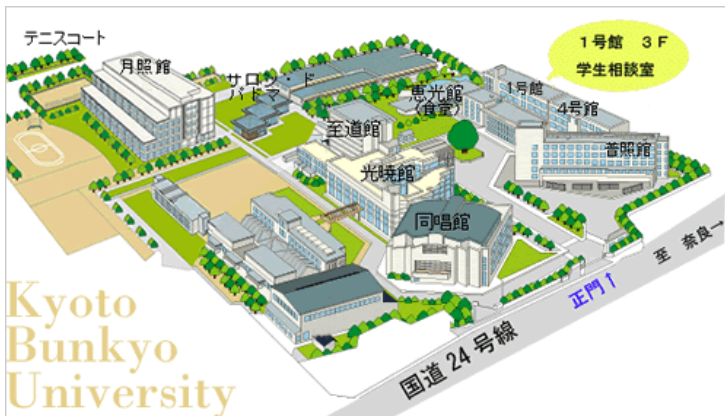 テニスコート
月照館
サロン・ド
パドマ
至道館
恵光館
(食堂)
1号館 3F
学生相談室
1号館
4号館
普照館
光暁館
同唱館
至 奈良→
正門↑
国道24号線
Kyoto
Bunkyo
University